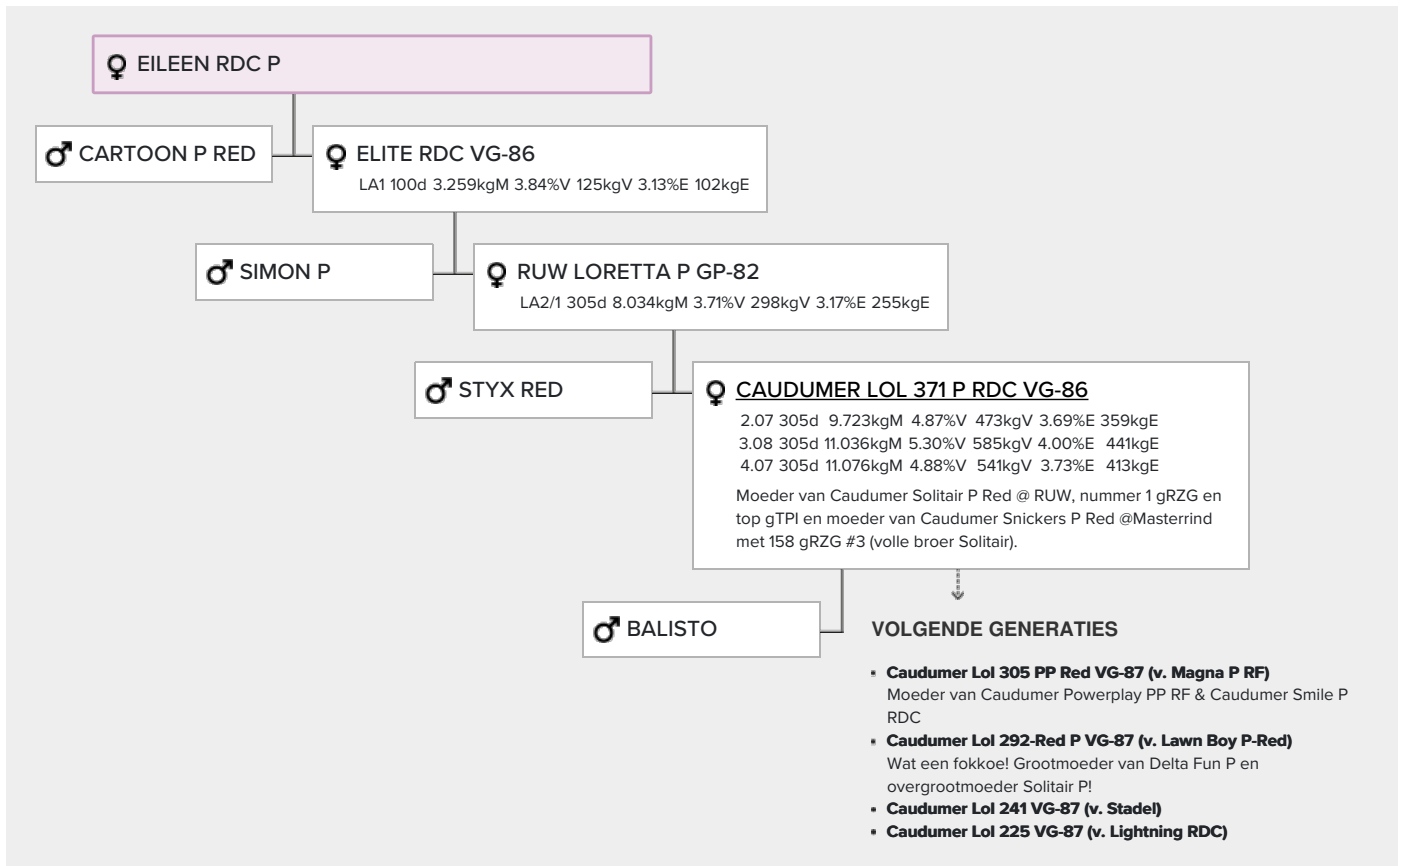 EILEEN RDC P
CARTOON P RED
ELITE RDC VG-86
LA1 100d 3.259kgM 3.84%V 125kgV 3.13%E 102kgE
SIMON P
RUW LORETTA P GP-82
LA2/1 305d 8.034kgM 3.71%V 298kgV 3.17%E 255kgE
STYX RED
CAUDUMER LOL 371 P RDC VG-86
2.07 305d 9.723kgM 4.87%V 473kgV 3.69%E 359kgE
3.08 305d 11.036kgM 5.30%V 585kgV 4.00%E 441kgE
4.07 305d 11.076kgM 4.88%V 541kgV 3.73%E 413kgE
Moeder van Caudumer Solitair P Red @ RUW, nummer 1 gRZG en
top gTPI en moeder van Caudumer Snickers P Red @Masterrind
met 158 gRZG #3 (volle broer Solitair).
BALISTO
VOLGENDE GENERATIES
Caudumer Lol 305 PP Red VG-87 (v. Magna P RF)
Moeder van Caudumer Powerplay PP RF & Caudumer Smile P
RDC
Caudumer Lol 292-Red P VG-87 (v. Lawn Boy P-Red)
Wat een fokkoe! Grootmoeder van Delta Fun P en
overgrootmoeder Solitair P!
Caudumer Lol 241 VG-87 (v. Stadel)
Caudumer Lol 225 VG-87 (v. Lightning RDC)